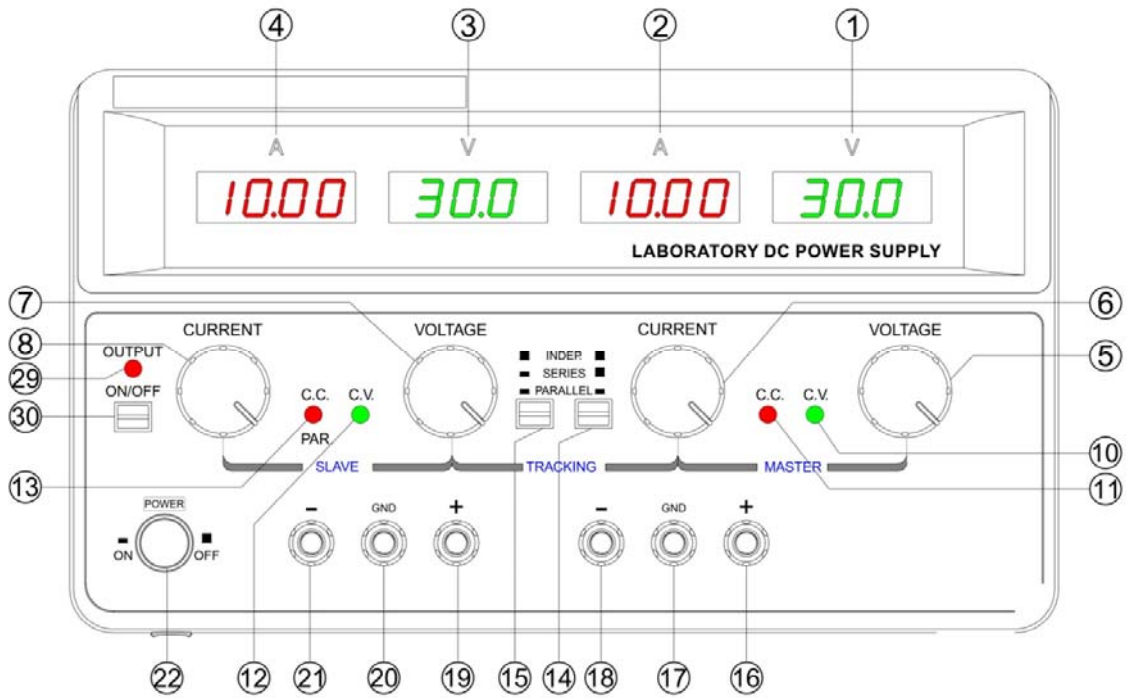 ④ ③ ② ①
A V A V
10.00 30.0 10.00 30.0
LABORATORY DC POWER SUPPLY
⑦ ⑥
CURRENT VOLTAGE CURRENT VOLTAGE
⑧ ⑤
OUTPUT
INDEP.
㉙
SERIES
ON/OFF C.C. C.V. PARALLEL C.C. C.V.
㉚
PAR.
⑩
SLAVE TRACKING MASTER
⑬ ⑪
POWER
- GND + - GND +
ON OFF
㉒ ⑫ ㉑ ⑳ ⑲ ⑮ ⑭ ⑱ ⑰ ⑯